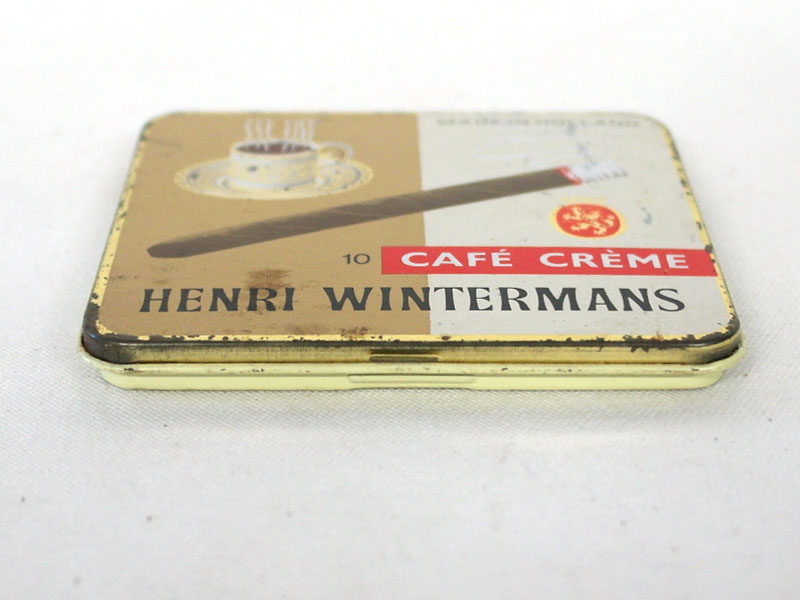 MADE IN HOLLAND
10 CAFÉ CRÈME
HENRI WINTERMANS